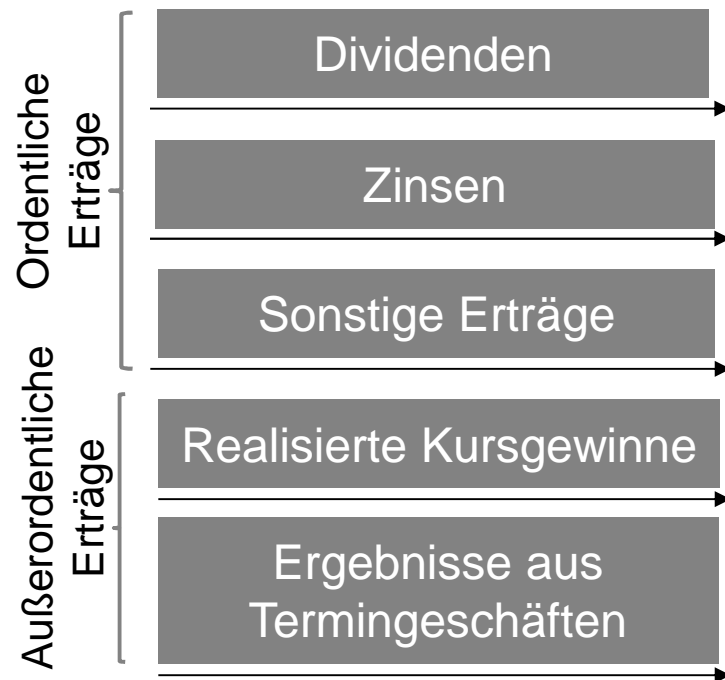 Ordentliche
Erträge
Dividenden
Zinsen
Sonstige Erträge
Außerordentliche
Erträge
Realisierte Kursgewinne
Ergebnisse aus
Termingeschäften